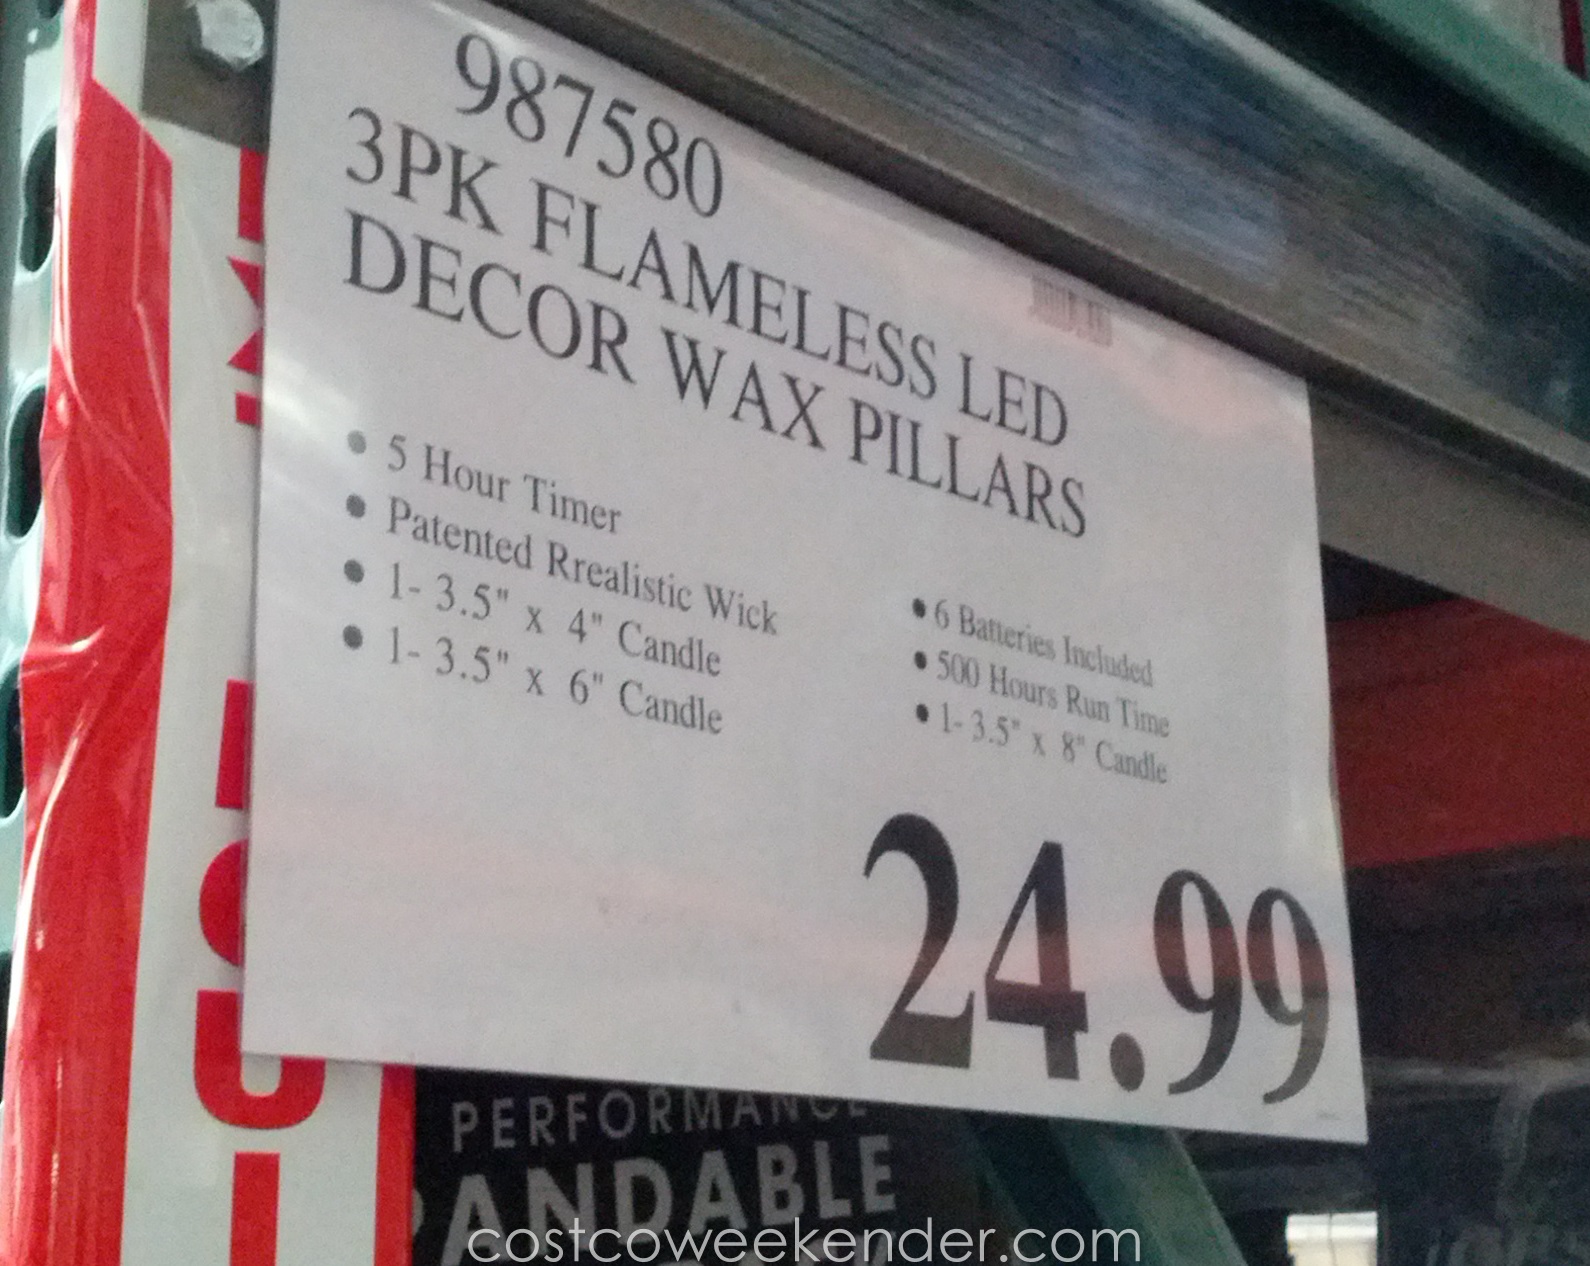 987580
3PK FLAMELESS LED
DECOR WAX PILLARS
• 5 Hour Timer
• Patented Rrealistic Wick
• 1- 3.5" x 4" Candle
• 1- 3.5" x 6" Candle
• 6 Batteries Included
• 500 Hours Run Time
• 1- 3.5" x 8" Candle
24.99
PERFORMANCE
ANDABLE
costcoweekender.com